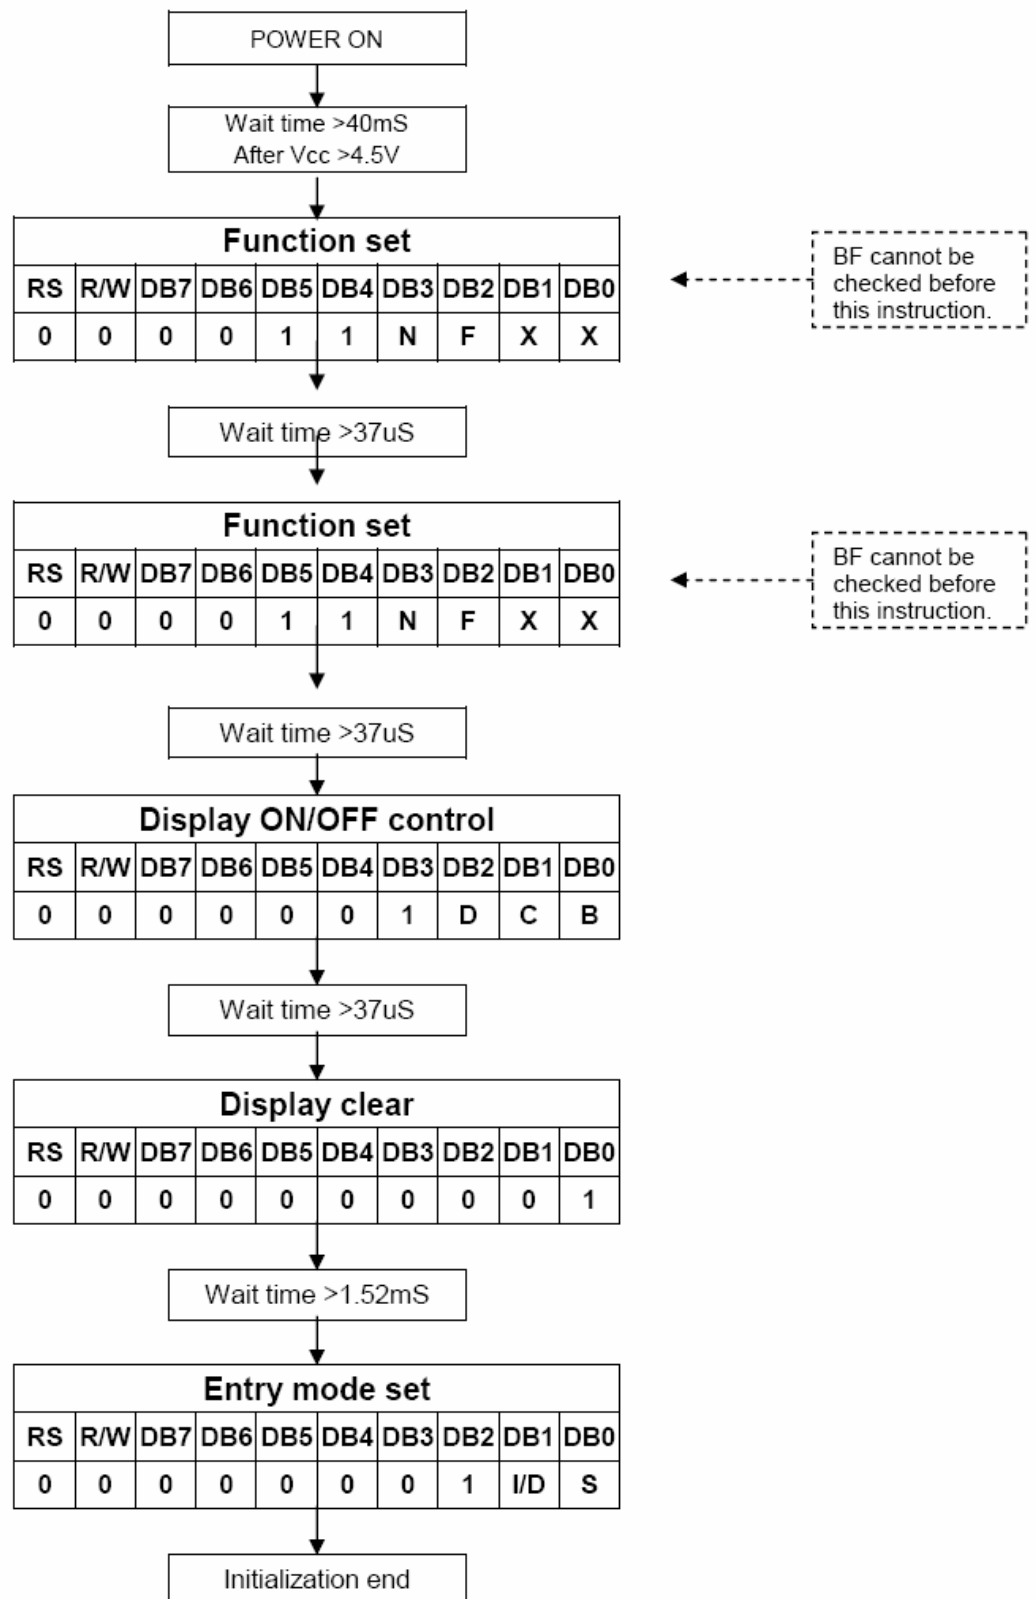 POWER ON
Wait time >40mS
After Vcc >4.5V
Function set
RS R/W DB7 DB6 DB5 DB4 DB3 DB2 DB1 DB0
0 0 0 0 1 1 N F X X
BF cannot be
checked before
this instruction.
Wait time >37uS
Function set
RS R/W DB7 DB6 DB5 DB4 DB3 DB2 DB1 DB0
0 0 0 0 1 1 N F X X
BF cannot be
checked before
this instruction.
Wait time >37uS
Display ON/OFF control
RS R/W DB7 DB6 DB5 DB4 DB3 DB2 DB1 DB0
0 0 0 0 0 0 1 D C B
Wait time >37uS
Display clear
RS R/W DB7 DB6 DB5 DB4 DB3 DB2 DB1 DB0
0 0 0 0 0 0 0 0 0 1
Wait time >1.52mS
Entry mode set
RS R/W DB7 DB6 DB5 DB4 DB3 DB2 DB1 DB0
0 0 0 0 0 0 0 1 I/D S
Initialization end